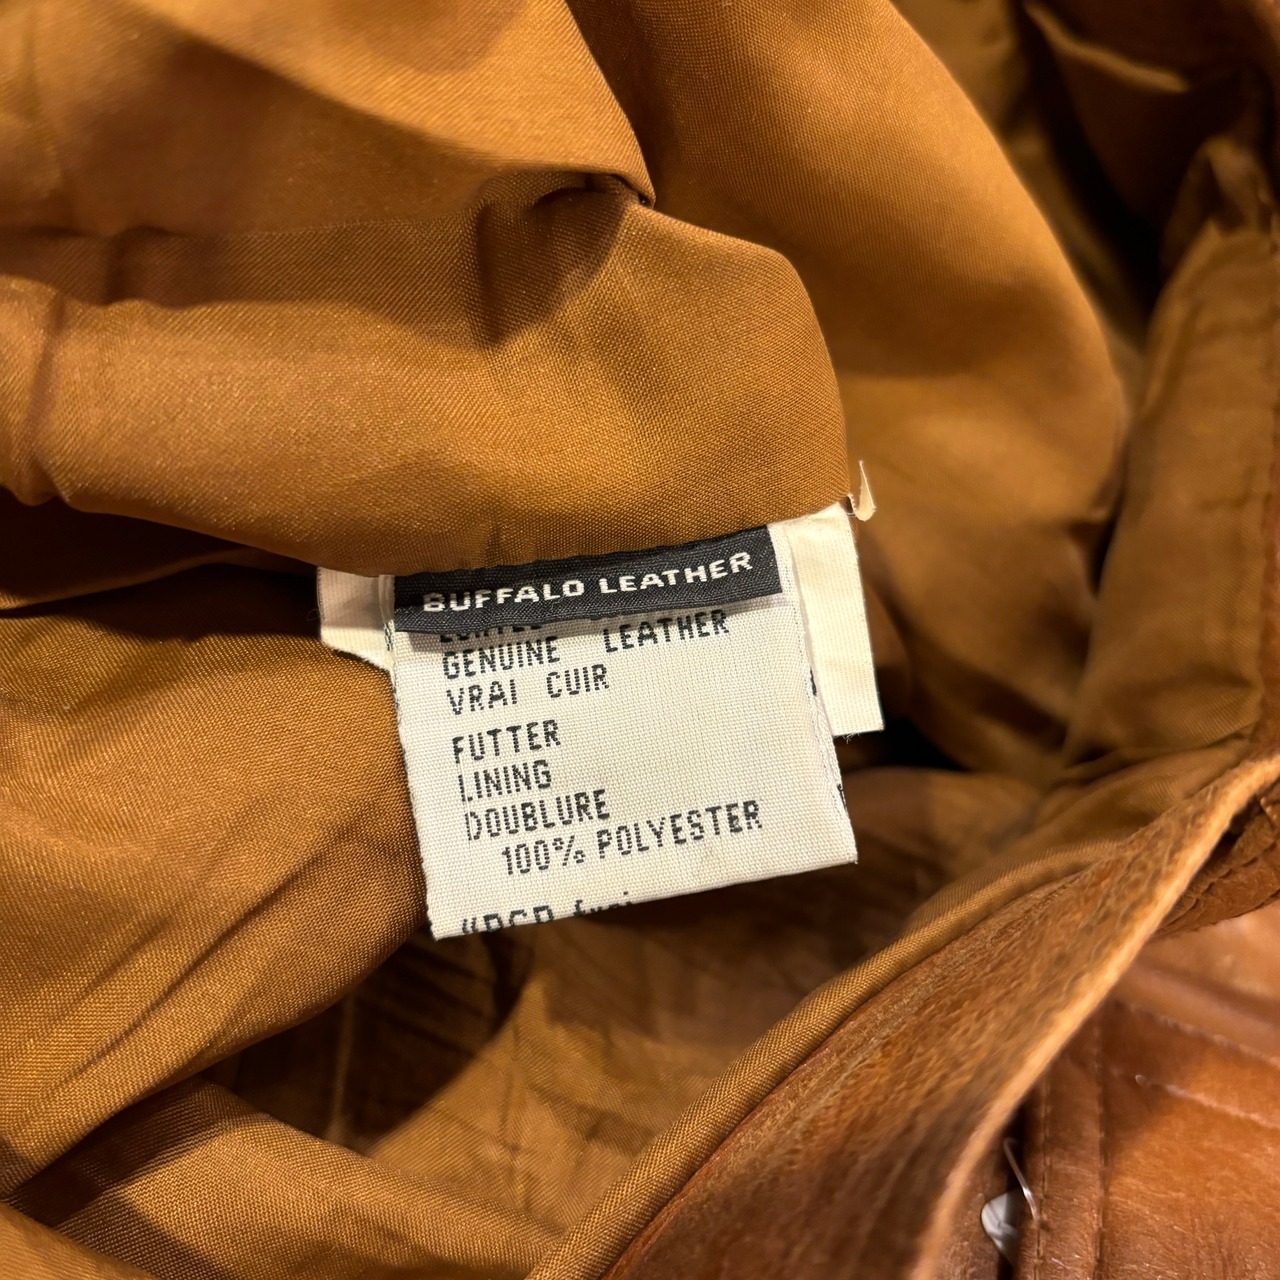 BUFFALO LEATHER
GENUINE LEATHER
VRAI CUIR
FUTTER
LINING
DOUBLURE
100% POLYESTER